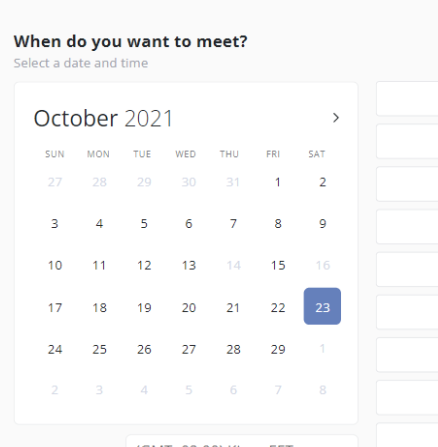 When do you want to meet?
Select a date and time
October 2021
SUN MON TUE WED THU FRI SAT
27 28 29 30 31 1 2
3 4 5 6 7 8 9
10 11 12 13 14 15 16
17 18 19 20 21 22 23
24 25 26 27 28 29 1
2 3 4 5 6 7 8